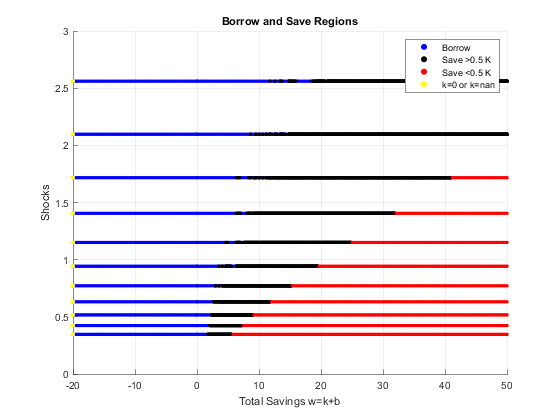 Borrow and Save Regions
Borrow
Save >0.5 K
Save <0.5 K
k=0 or k=nan
3
2.5
2
1.5
1
0.5
0
Shocks
-20
-10
0
10
20
30
40
50
Total Savings w=k+b